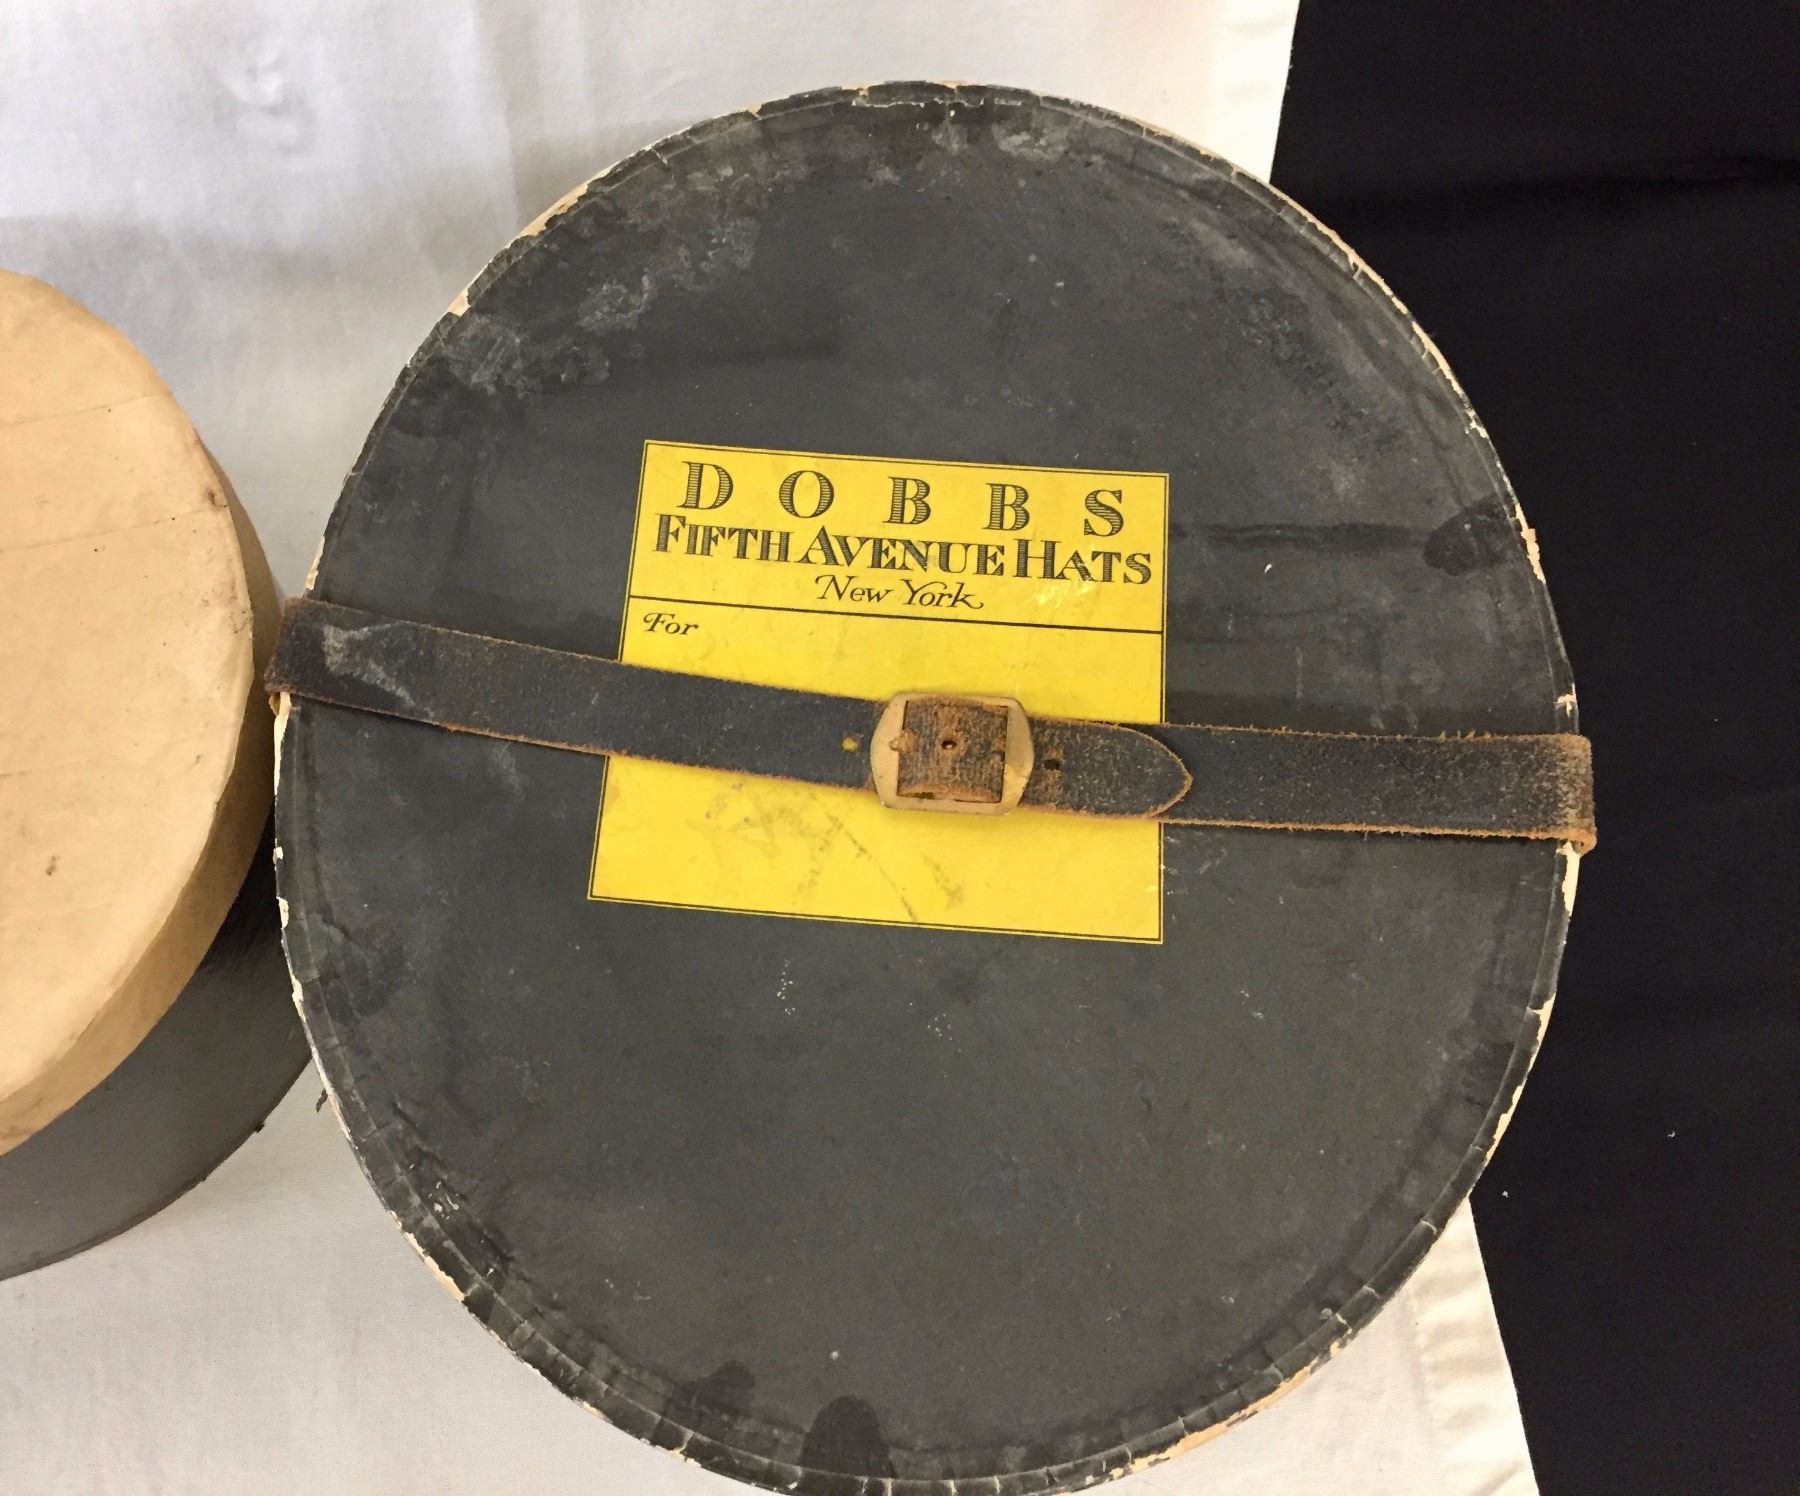 DOBBS
FIFTH AVENUE HATS
New York
For